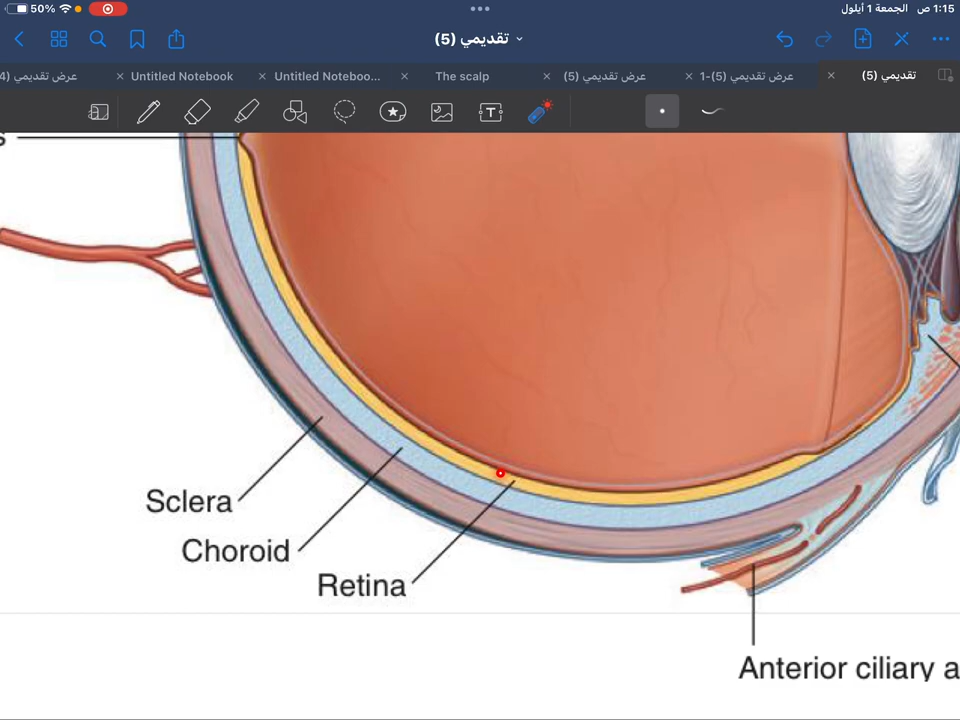 50%
1:15 ص الجمعة 1 أيلول
تقديمي (5)
عرض تقديمي (4
Untitled Notebook
Untitled Noteboo...
The scalp
عرض تقديمي (5)
عرض تقديمي (5)-1
تقديمي (5)
T
s
Sclera
Choroid
Retina
Anterior ciliary a